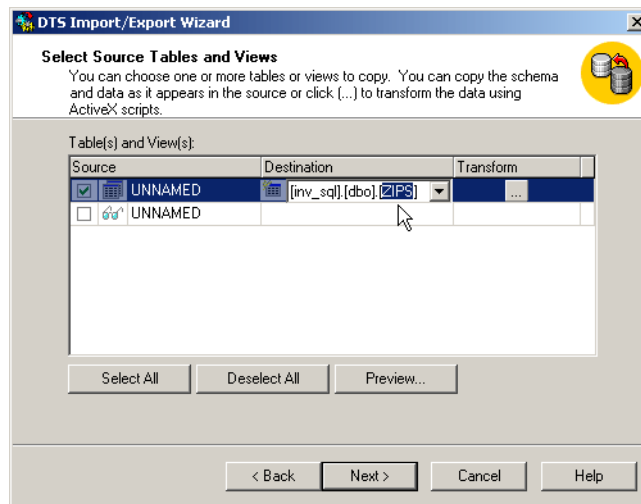 DTS Import/Export Wizard
Select Source Tables and Views
You can choose one or more tables or views to copy. You can copy the schema
and data as it appears in the source or click (...) to transform the data using
ActiveX scripts.
Table(s) and View(s):
Source Destination Transform
UNNAMED [inv_sql].[dbo].[ZIPS] ...
UNNAMED
Select All Deselect All Preview...
< Back Next > Cancel Help